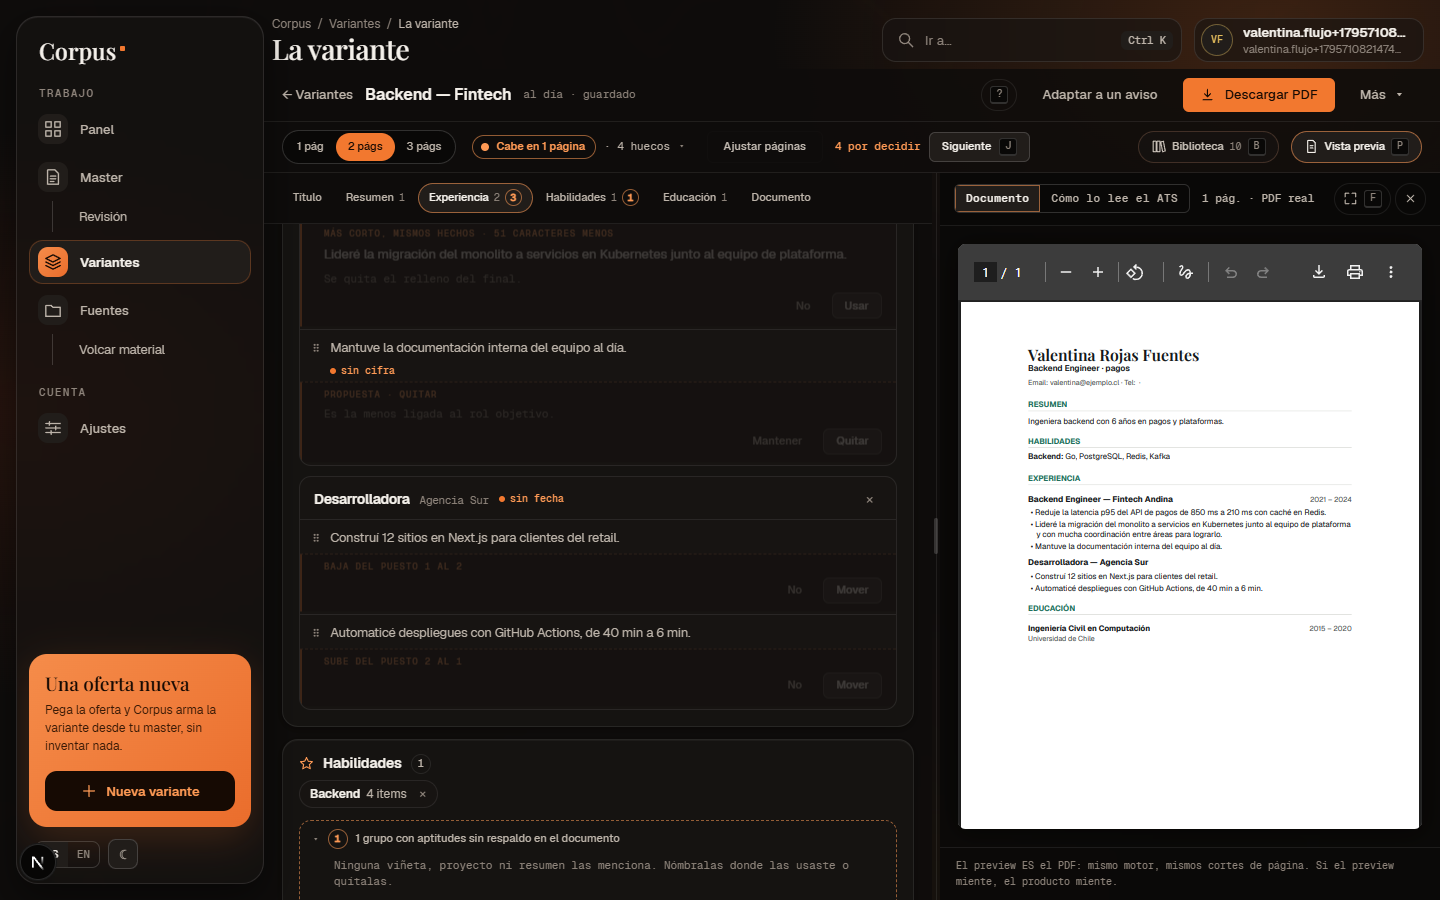 Corpus
TRABAJO
Panel
Master
Revisión
Variantes
Fuentes
Volcar material
CUENTA
Ajustes
Una oferta nueva
Pega la oferta y Corpus arma la
variante desde tu master, sin
inventar nada.
Nueva variante
EN
Corpus / Variantes / La variante
La variante
Ir a...
Ctrl K
VF
valentina.flujo+17957108...
valentina.flujo+1795710821474...
← Variantes
Backend — Fintech
al día · guardado
?
Adaptar a un aviso
Descargar PDF
Más
1 pág
2 págs
3 págs
Cabe en 1 página
· 4 huecos
Ajustar páginas
4 por decidir
Siguiente J
Biblioteca 10 B
Vista previa P
Título
Resumen 1
Experiencia 2 3
Habilidades 1 1
Educación 1
Documento
MÁS CORTO, MISMOS HECHOS · 51 CARACTERES MENOS
Lideré la migración del monolito a servicios en Kubernetes junto al equipo de plataforma.
Se quita el relleno del final.
No
Usar
Mantuve la documentación interna del equipo al día.
sin cifra
PROPUESTA · QUITAR
Es la menos ligada al rol objetivo.
Mantener
Quitar
Desarrolladora
Agencia Sur
sin fecha
×
Construí 12 sitios en Next.js para clientes del retail.
BAJA DEL PUESTO 1 AL 2
No
Mover
Automaticé despliegues con GitHub Actions, de 40 min a 6 min.
SUBE DEL PUESTO 2 AL 1
No
Mover
Habilidades 1
Backend 4 items ×
1
1 grupo con aptitudes sin respaldo en el documento
Ninguna viñeta, proyecto ni resumen las menciona. Nómbralas donde las usaste o
quítalas.
Documento
Cómo lo lee el ATS
1 pág. · PDF real
F
×
1 / 1
Valentina Rojas Fuentes
Backend Engineer · pagos
Email: valentina@ejemplo.cl · Tel: ·
RESUMEN
Ingeniera backend con 6 años en pagos y plataformas.
HABILIDADES
Backend: Go, PostgreSQL, Redis, Kafka
EXPERIENCIA
Backend Engineer — Fintech Andina
2021 – 2024
• Reduje la latencia p95 del API de pagos de 850 ms a 210 ms con caché en Redis.
• Lideré la migración del monolito a servicios en Kubernetes junto al equipo de plataforma
y con mucha coordinación entre áreas para lograrlo.
• Mantuve la documentación interna del equipo al día.
Desarrolladora — Agencia Sur
• Construí 12 sitios en Next.js para clientes del retail.
• Automaticé despliegues con GitHub Actions, de 40 min a 6 min.
EDUCACIÓN
Ingeniería Civil en Computación
2015 – 2020
Universidad de Chile
El preview ES el PDF: mismo motor, mismos cortes de página. Si el preview
miente, el producto miente.